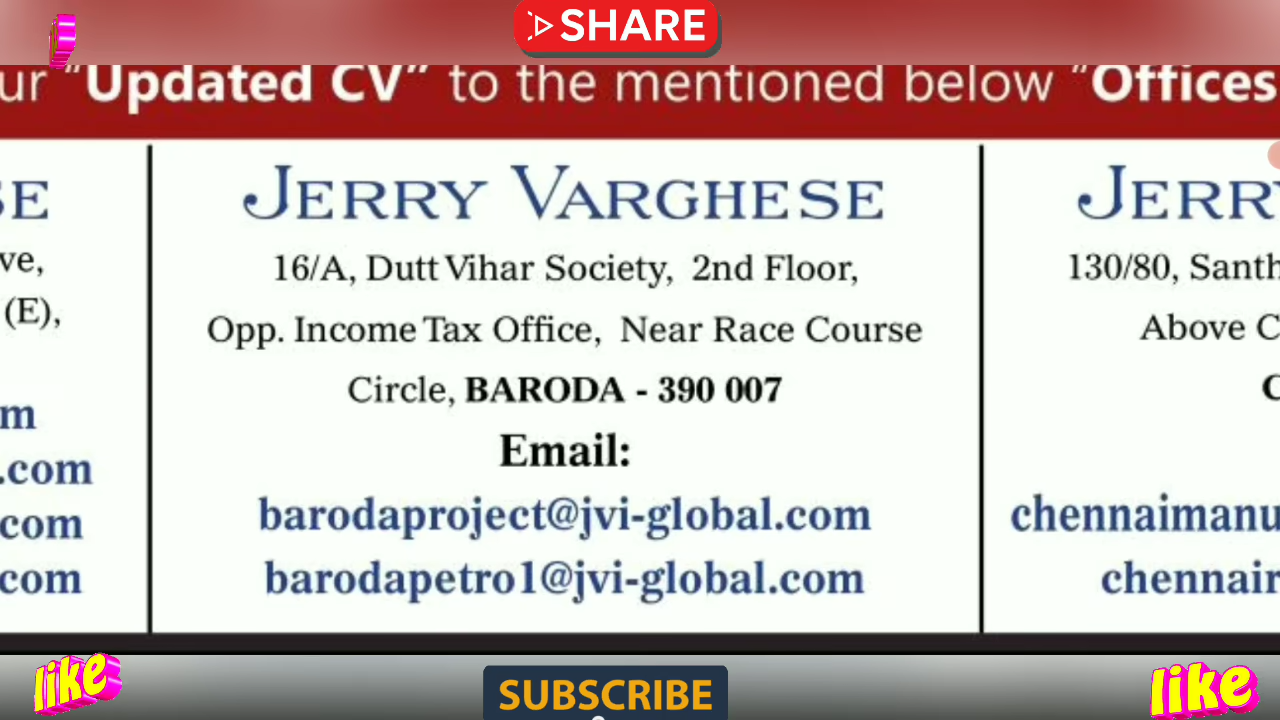 SHARE
ur "Updated CV" to the mentioned below "Offices
SE
ve,
(E),
m
.com
.com
.com
JERRY VARGHESE
16/A, Dutt Vihar Society, 2nd Floor,
Opp. Income Tax Office, Near Race Course
Circle, BARODA - 390 007
Email:
barodaproject@jvi-global.com
barodapetro1@jvi-global.com
JERRY
130/80, Santh
Above C
C
chennaimanu
chennair
like
SUBSCRIBE
like